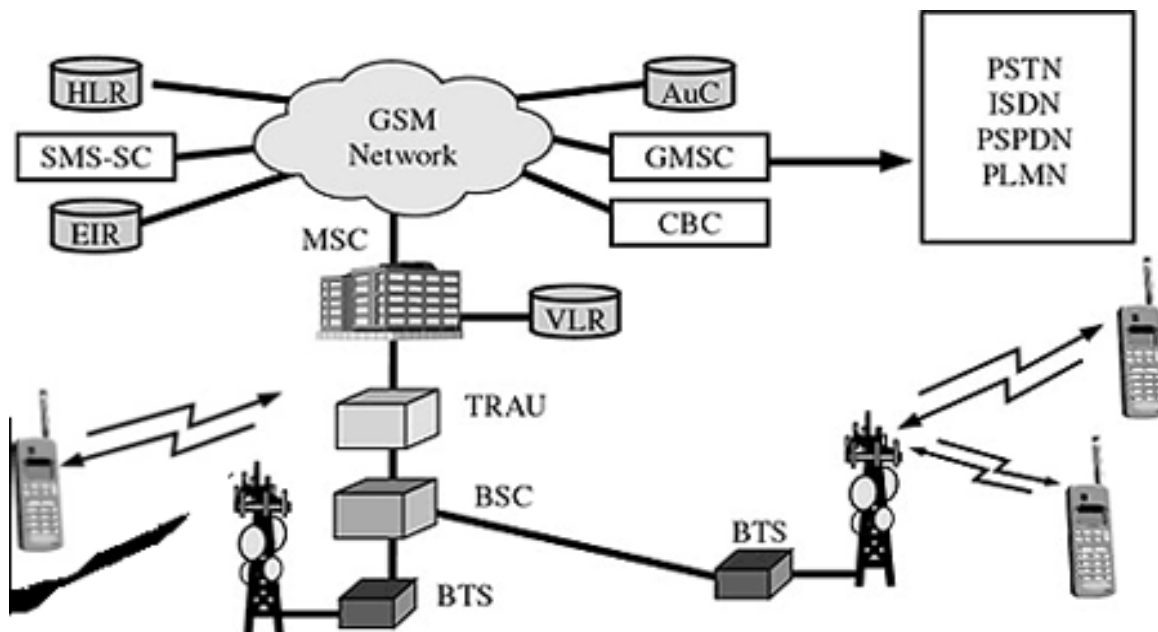 HLR
GSM
Network
AuC
PSTN
ISDN
PSPDN
PLMN
SMS-SC
GMSC
EIR
CBC
MSC
VLR
TRAU
BSC
BTS
BTS